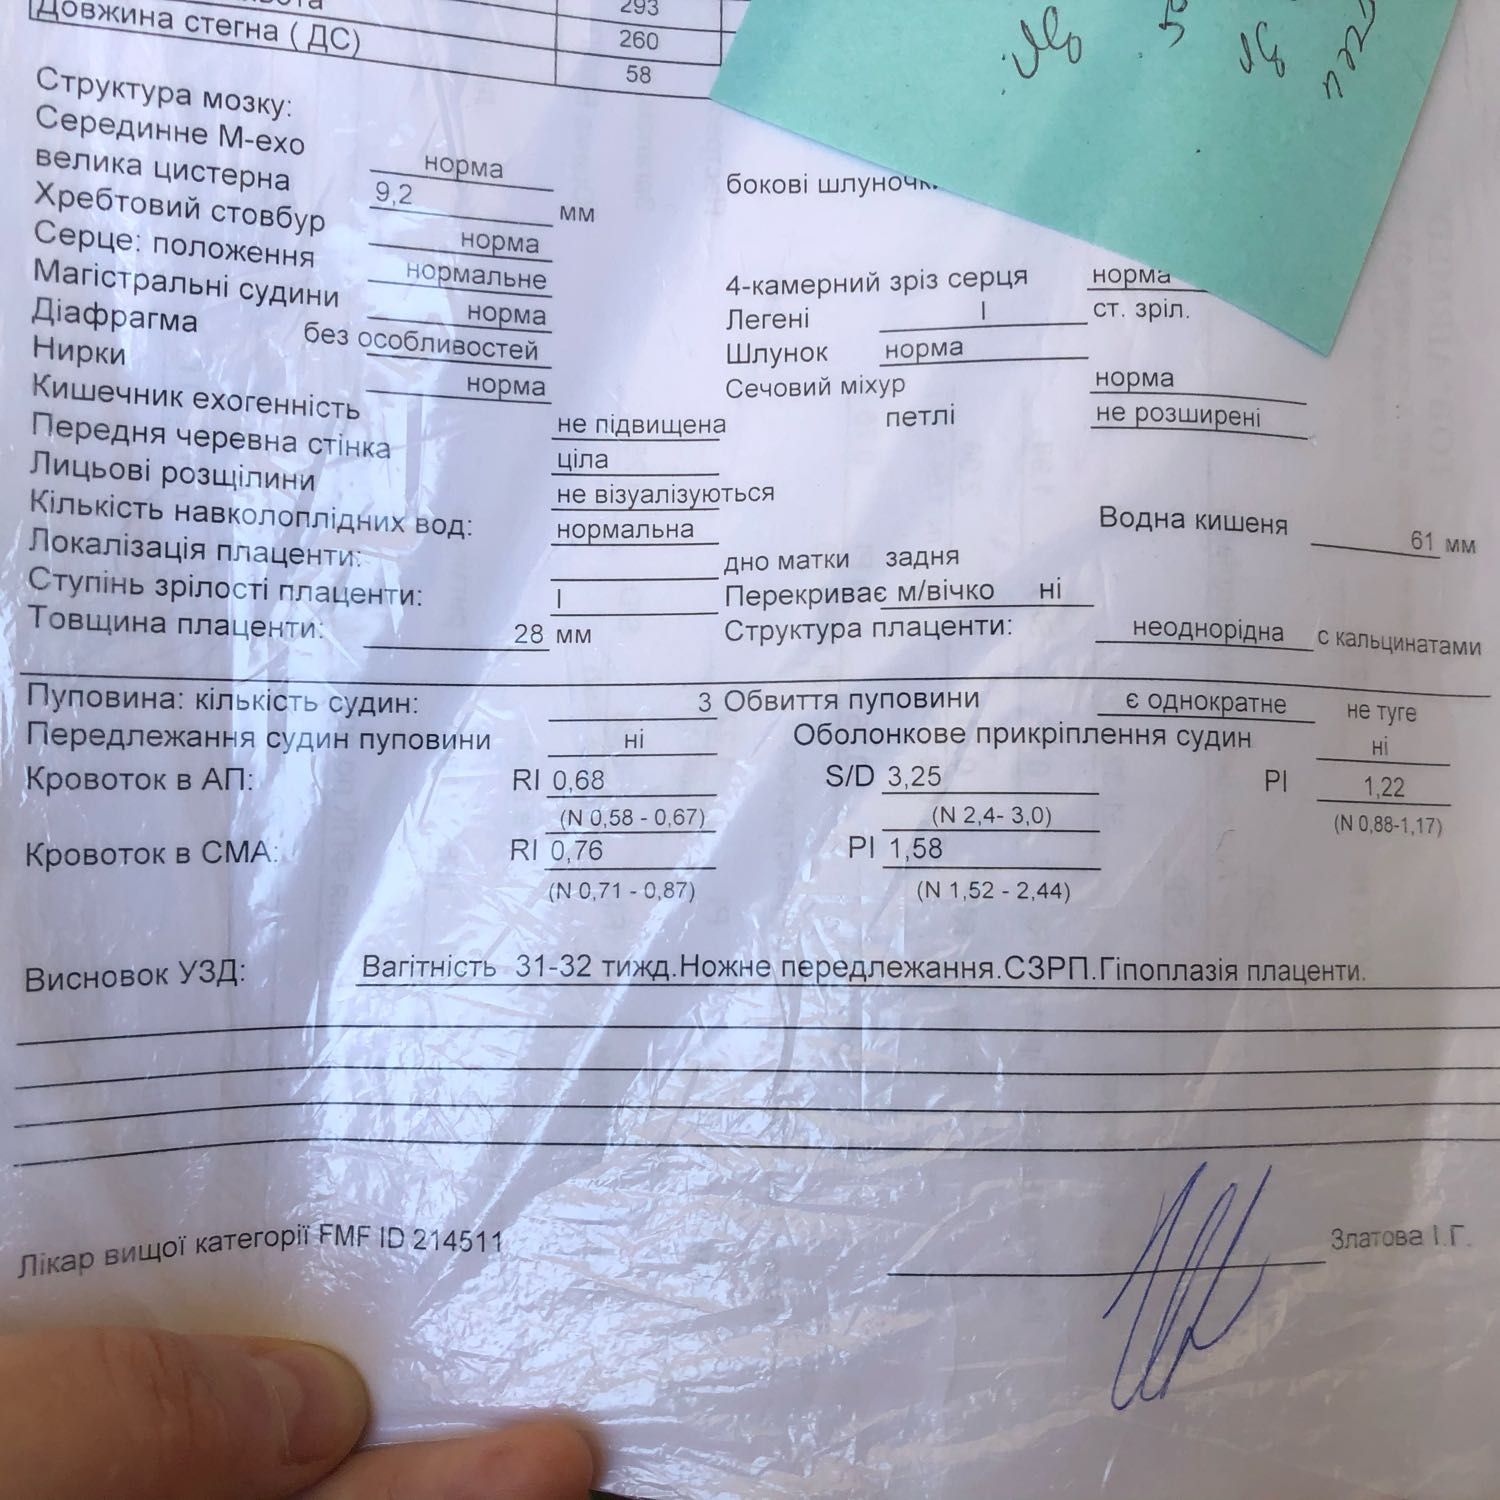 293
Довжина стегна ( ДС) 260
58
Структура мозку:
Серединне М-ехо норма
велика цистерна 9,2 мм бокові шлуночк
Хребтовий стовбур норма
Серце: положення нормальне 4-камерний зріз серця норма
Магістральні судини норма Легені I ст. зріл.
Діафрагма без особливостей Шлунок норма
Нирки норма Сечовий міхур норма
Кишечник ехогенність не підвищена петлі не розширені
Передня черевна стінка ціла
Лицьові розщілини не візуалізуються
Кількість навколоплідних вод: нормальна Водна кишеня 61 мм
Локалізація плаценти: дно матки задня
Ступінь зрілості плаценти: I Перекриває м/вічко ні
Товщина плаценти: 28 мм Структура плаценти: неоднорідна с кальцинатами
Пуповина: кількість судин: 3 Обвиття пуповини є однократне не туге
Передлежання судин пуповини ні Оболонкове прикріплення судин ні
Кровоток в АП: RI 0,68 S/D 3,25 PI 1,22
(N 0,58 - 0,67) (N 2,4- 3,0) (N 0,88-1,17)
Кровоток в СМА: RI 0,76 PI 1,58
(N 0,71 - 0,87) (N 1,52 - 2,44)
Висновок УЗД: Вагітність 31-32 тижд.Ножне передлежання.СЗРП.Гіпоплазія плаценти.
Лікар вищої категорії FMF ID 214511 Златова І.Г.